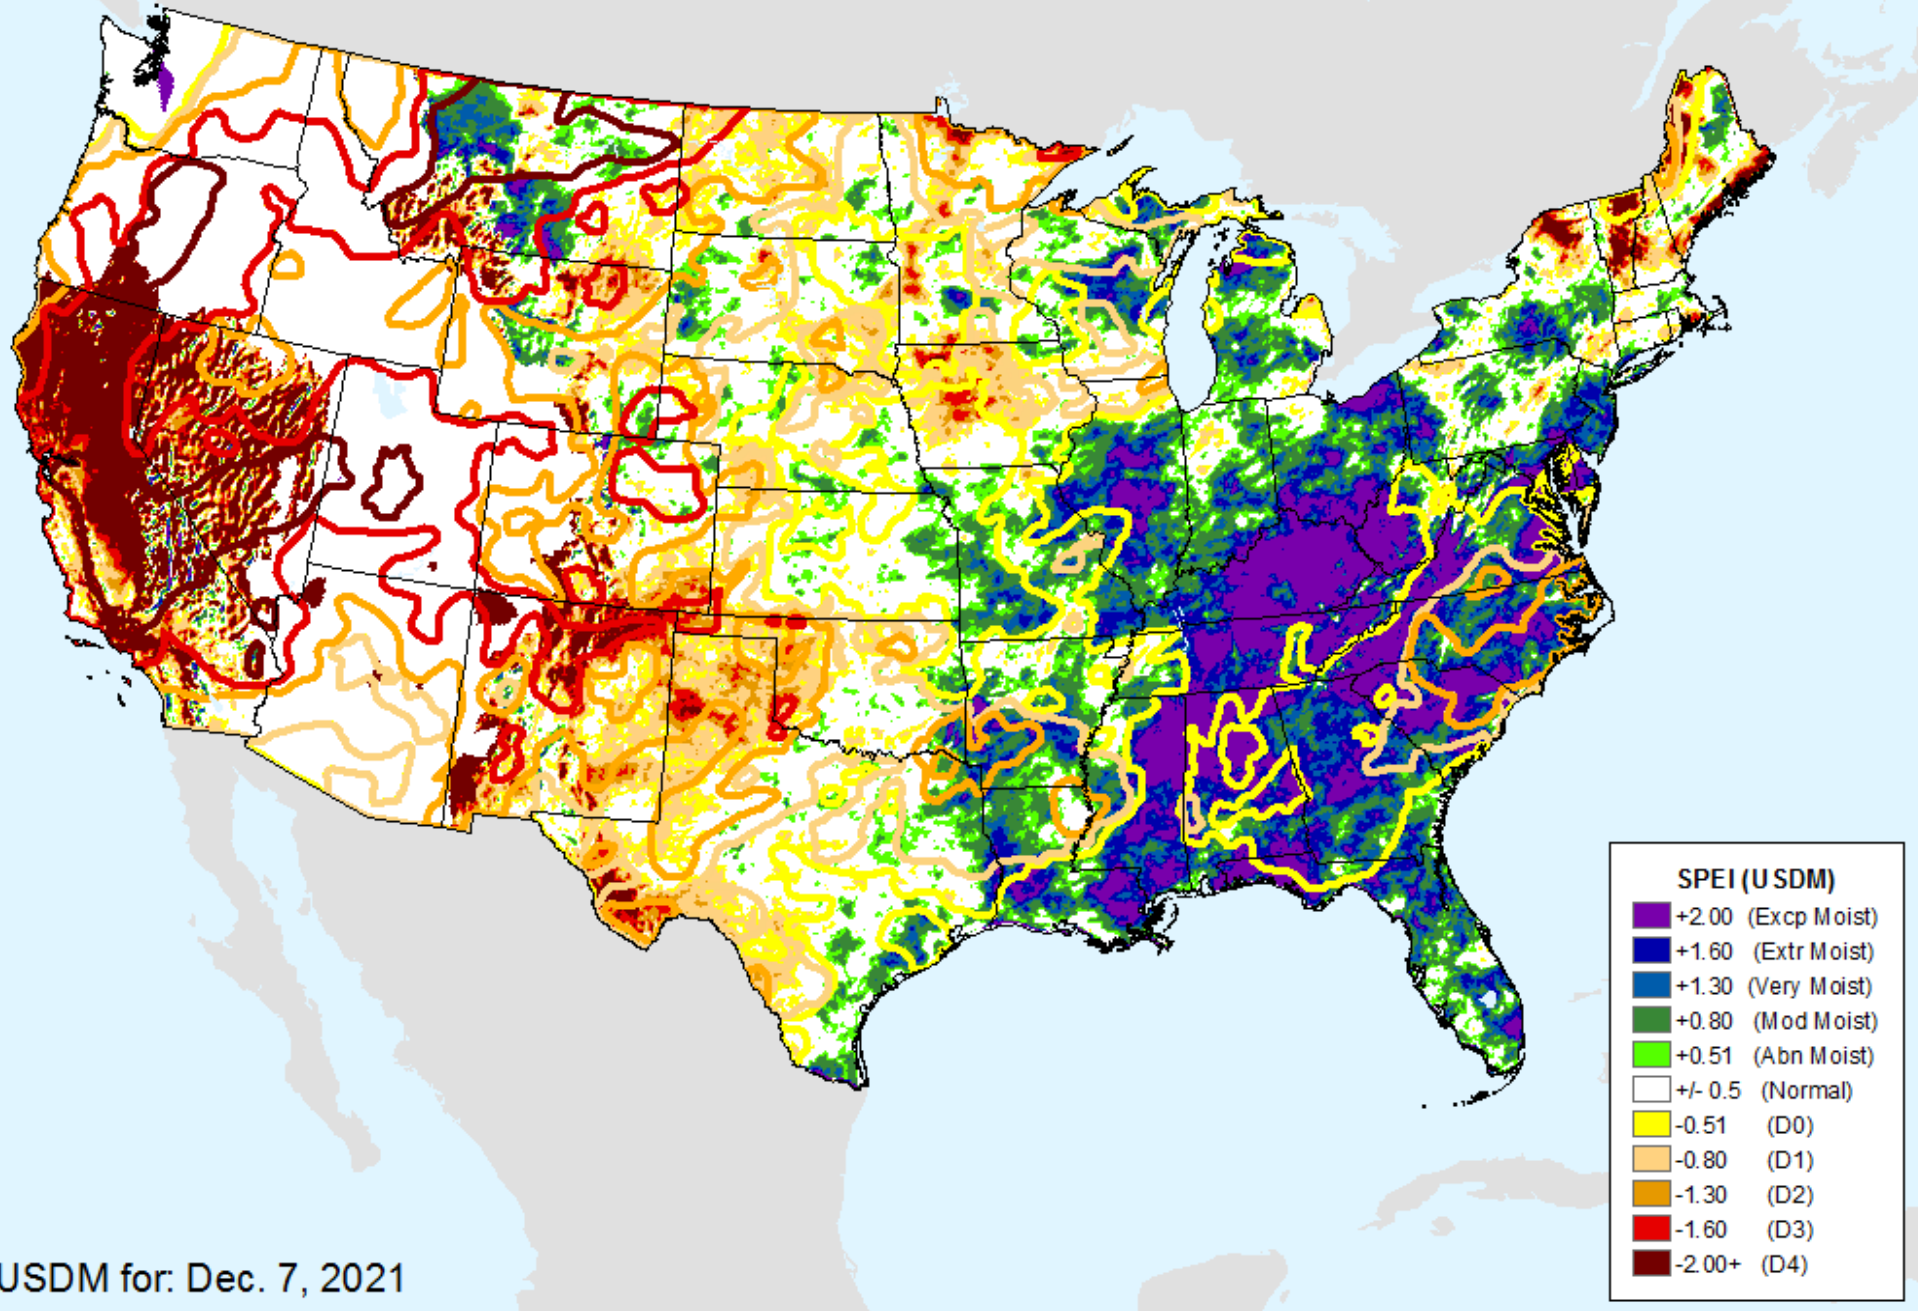 SPEI (USDM)
+2.00 (Excp Moist)
+1.60 (Extr Moist)
+1.30 (Very Moist)
+0.80 (Mod Moist)
+0.51 (Abn Moist)
+/- 0.5 (Normal)
-0.51 (D0)
-0.80 (D1)
-1.30 (D2)
-1.60 (D3)
-2.00+ (D4)
USDM for: Dec. 7, 2021